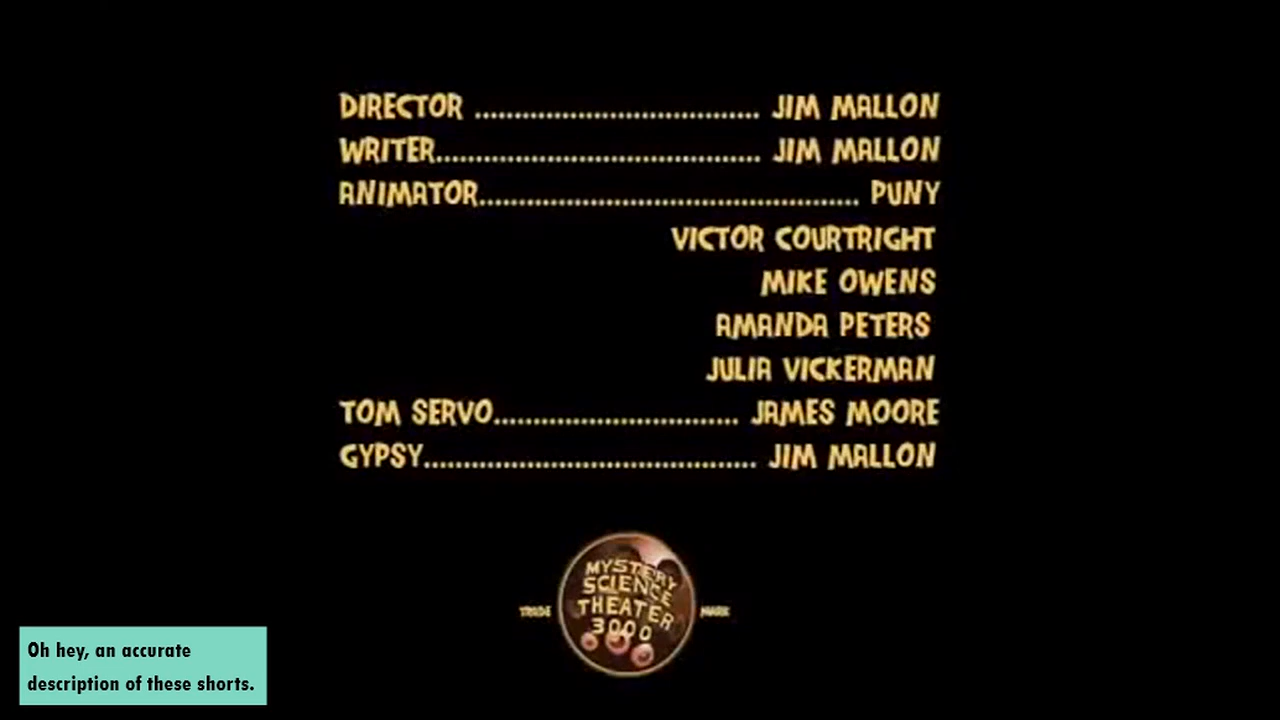 DIRECTOR ................................... JIM MALLON
WRITER........................................ JIM MALLON
ANIMATOR............................................... PUNY
VICTOR COURTRIGHT
MIKE OWENS
AMANDA PETERS
JULIA VICKERMAN
TOM SERVO.............................. JAMES MOORE
GYPSY......................................... JIM MALLON
MYSTERY
SCIENCE
TRADE THEATER MARK
3000
Oh hey, an accurate
description of these shorts.